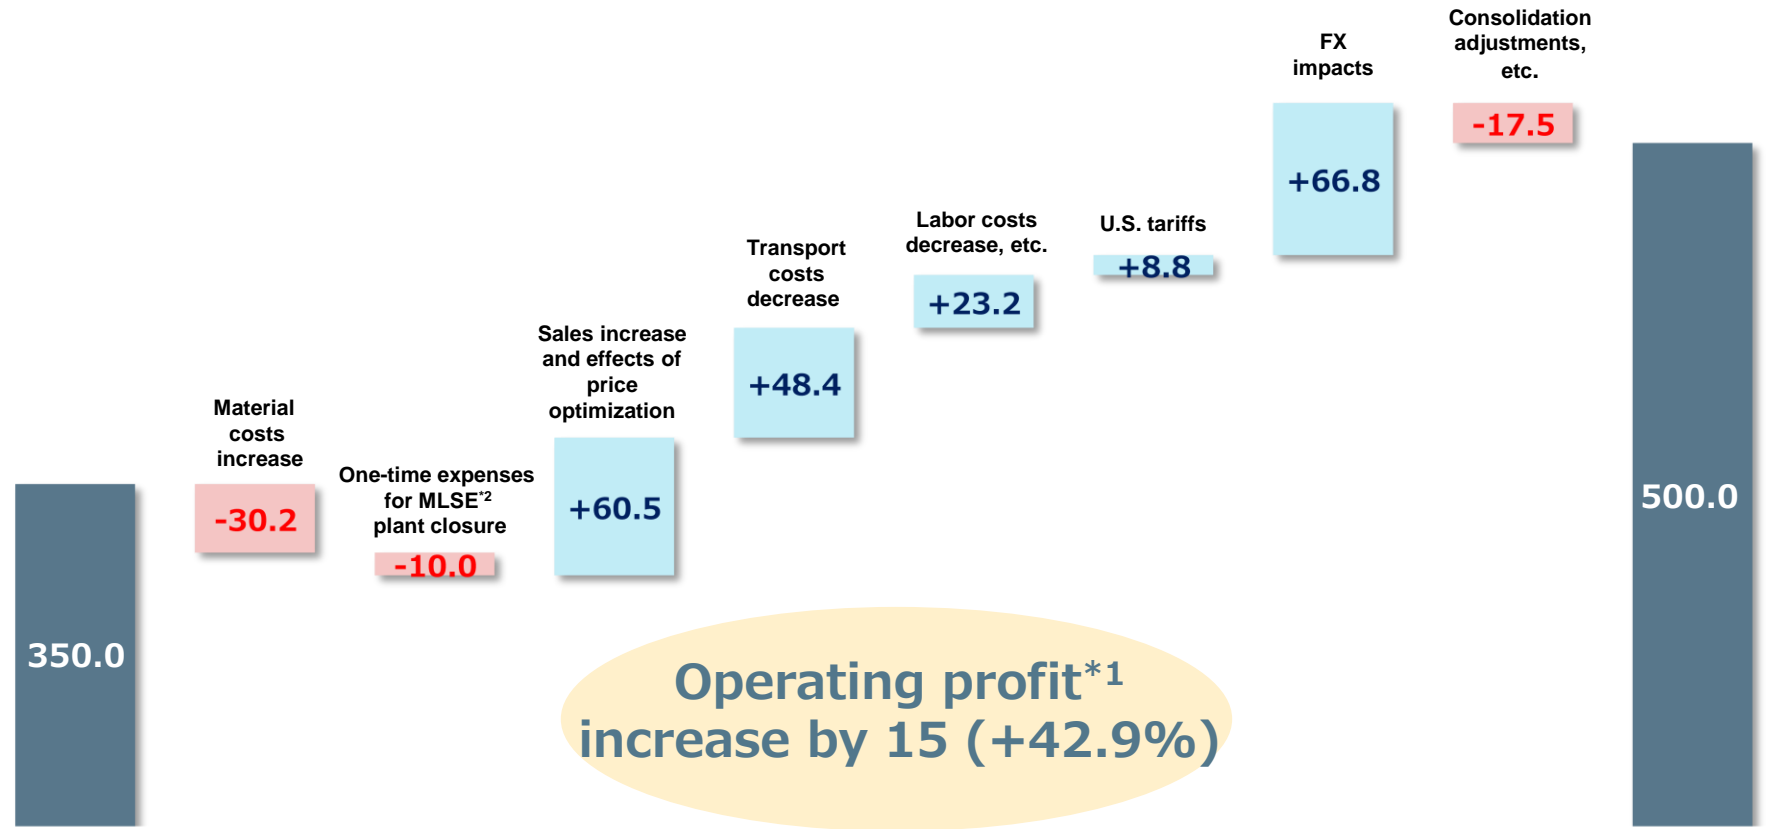 350.0
Material
costs
increase
-30.2
One-time expenses
for MLSE*2
plant closure
-10.0
Sales increase
and effects of
price
optimization
+60.5
Transport
costs
decrease
+48.4
Labor costs
decrease, etc.
+23.2
U.S. tariffs
+8.8
FX
impacts
+66.8
Consolidation
adjustments,
etc.
-17.5
500.0
Operating profit*1
increase by 15 (+42.9%)